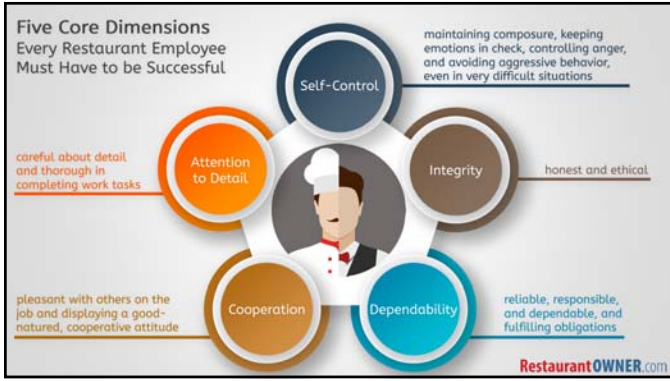 Five Core Dimensions
Every Restaurant Employee
Must Have to be Successful
Self-Control
maintaining composure, keeping
emotions in check, controlling anger,
and avoiding aggressive behavior,
even in very difficult situations
Attention
to Detail
careful about detail
and thorough in
completing work tasks
Integrity
honest and ethical
Cooperation
pleasant with others on the
job and displaying a good-
natured, cooperative attitude
Dependability
reliable, responsible,
and dependable, and
fulfilling obligations
RestaurantOWNER.com